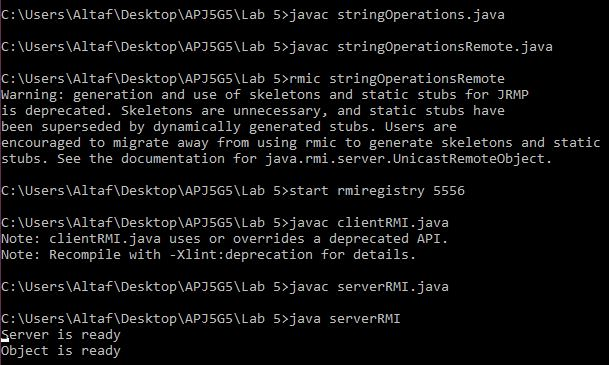 C:\Users\Altaf\Desktop\APJ5G5\Lab 5>javac stringOperations.java
C:\Users\Altaf\Desktop\APJ5G5\Lab 5>javac stringOperationsRemote.java
C:\Users\Altaf\Desktop\APJ5G5\Lab 5>rmic stringOperationsRemote
Warning: generation and use of skeletons and static stubs for JRMP
is deprecated. Skeletons are unnecessary, and static stubs have
been superseded by dynamically generated stubs. Users are
encouraged to migrate away from using rmic to generate skeletons and static
stubs. See the documentation for java.rmi.server.UnicastRemoteObject.
C:\Users\Altaf\Desktop\APJ5G5\Lab 5>start rmiregistry 5556
C:\Users\Altaf\Desktop\APJ5G5\Lab 5>javac clientRMI.java
Note: clientRMI.java uses or overrides a deprecated API.
Note: Recompile with -Xlint:deprecation for details.
C:\Users\Altaf\Desktop\APJ5G5\Lab 5>javac serverRMI.java
C:\Users\Altaf\Desktop\APJ5G5\Lab 5>java serverRMI
Server is ready
Object is ready